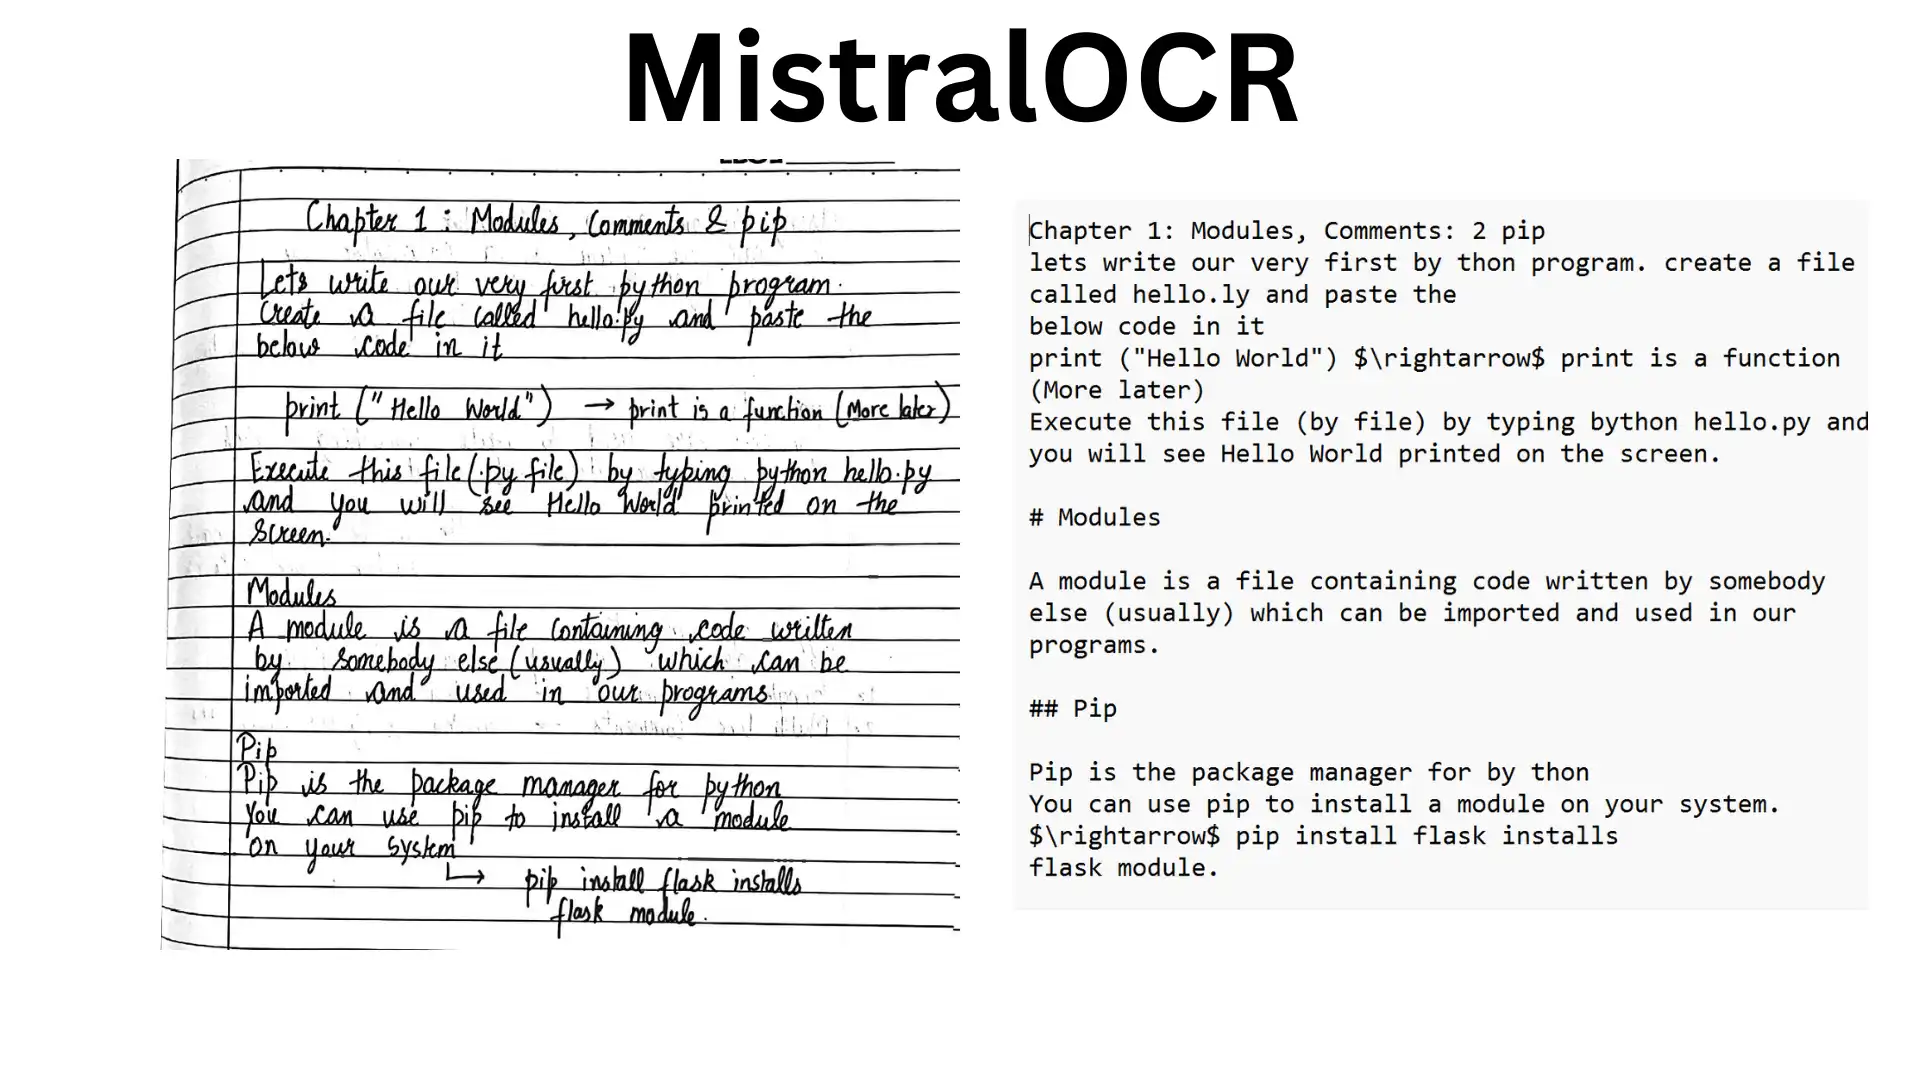 MistralOCR
Chapter 1 : Modules, Comments & pip
Lets write our very first python program.
Create a file called hello.py and paste the
below code in it
print ("Hello World") → print is a function (More later)
Execute this file (.py file) by typing python hello.py
and you will see Hello World printed on the
screen.
Modules
A module is a file containing code written
by somebody else (usually) which can be
imported and used in our programs
Pip
Pip is the package manager for python
You can use pip to install a module
on your system
↳ pip install flask installs
flask module.
Chapter 1: Modules, Comments: 2 pip
lets write our very first by thon program. create a file
called hello.ly and paste the
below code in it
print ("Hello World") $\rightarrow$ print is a function
(More later)
Execute this file (by file) by typing bython hello.py and
you will see Hello World printed on the screen.
# Modules
A module is a file containing code written by somebody
else (usually) which can be imported and used in our
programs.
## Pip
Pip is the package manager for by thon
You can use pip to install a module on your system.
$\rightarrow$ pip install flask installs
flask module.